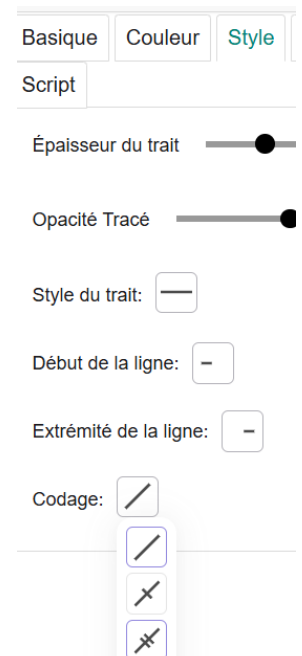 Basique Couleur Style
Script
Épaisseur du trait
Opacité Tracé
Style du trait:
Début de la ligne:
Extrémité de la ligne:
Codage: